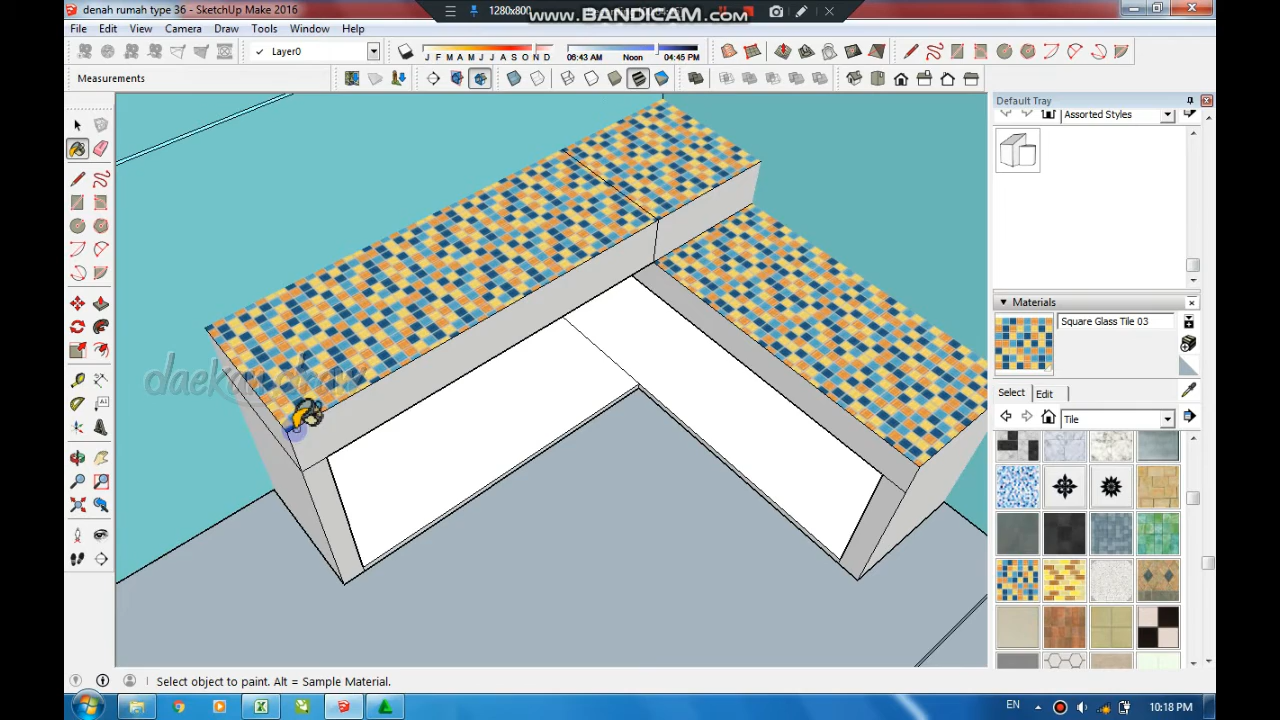 denah rumah type 36 - SketchUp Make 2016
1280x800
www.BANDICAM.com
File Edit View Camera Draw Tools Window Help
Layer0
J F M A M J J A S O N D
06:43 AM Noon 04:45 PM
Measurements
Default Tray
Assorted Styles
Materials
Square Glass Tile 03
Select Edit
Tile
Select object to paint. Alt = Sample Material.
EN
10:18 PM